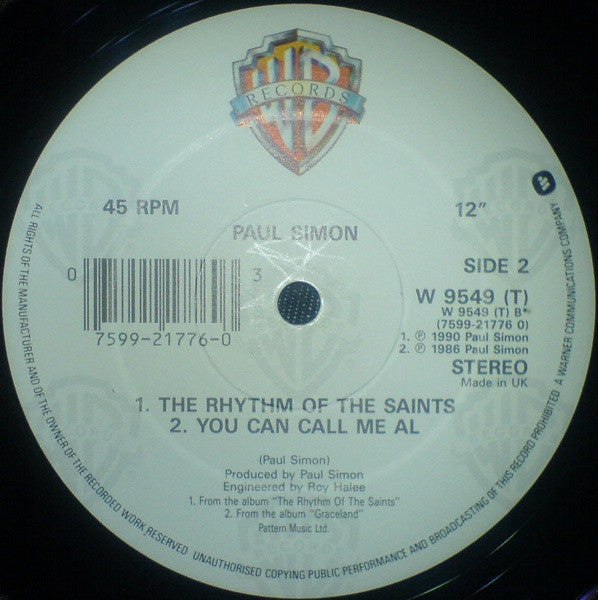 WB
RECORDS
45 RPM
12"
PAUL SIMON
0
3
7599-21776-0
SIDE 2
W 9549 (T)
W 9549 (T) B*
(7599-21776 0)
1. ℗ 1990 Paul Simon
2. ℗ 1986 Paul Simon
STEREO
Made in UK
1. THE RHYTHM OF THE SAINTS
2. YOU CAN CALL ME AL
(Paul Simon)
Produced by Paul Simon
Engineered by Roy Halee
1. From the album "The Rhythm Of The Saints"
2. From the album "Graceland"
Pattern Music Ltd.
ALL RIGHTS OF THE MANUFACTURER AND OF THE OWNER OF THE RECORDED WORK RESERVED UNAUTHORISED COPYING PUBLIC PERFORMANCE AND BROADCASTING OF THIS RECORD PROHIBITED A WARNER COMMUNICATIONS COMPANY